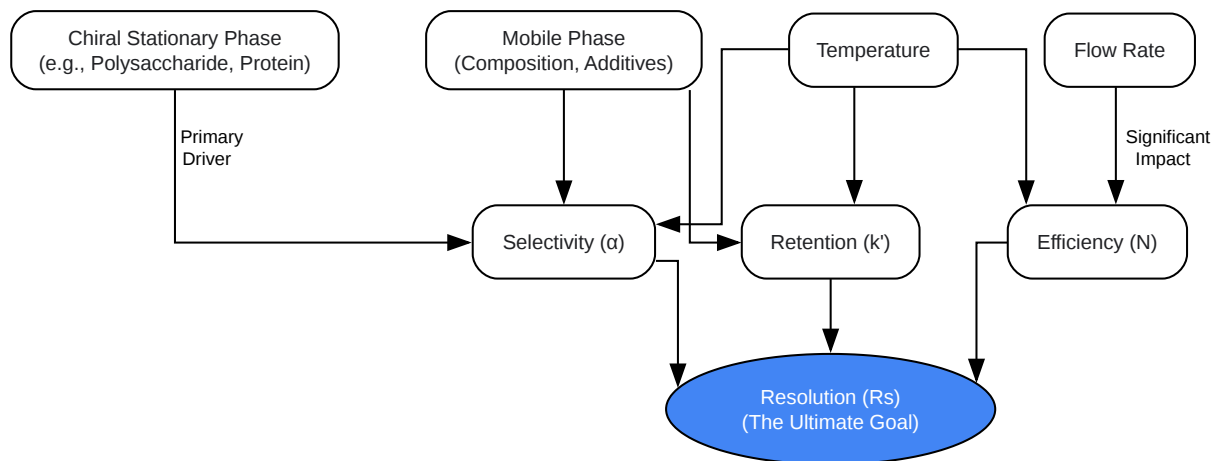 Chiral Stationary Phase
(e.g., Polysaccharide, Protein)
Mobile Phase
(Composition, Additives)
Temperature
Flow Rate
Primary
Driver
Significant
Impact
Selectivity (α)
Retention (k')
Efficiency (N)
Resolution (Rs)
(The Ultimate Goal)